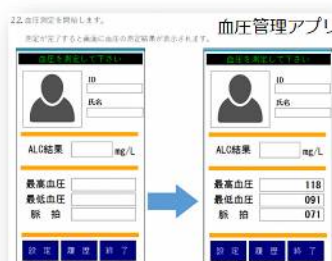 22. 血圧測定を開始します。
血圧管理アプリ
測定が完了すると画面に血圧の測定結果が表示されます。
血圧を測定して下さい
ID
氏名
ALC結果 mg/L
最高血圧
最低血圧
脈 拍
設 定 履 歴 終 了
血圧を測定して下さい
ID
氏名
ALC結果 mg/L
最高血圧 118
最低血圧 091
脈 拍 071
設 定 履 歴 終 了